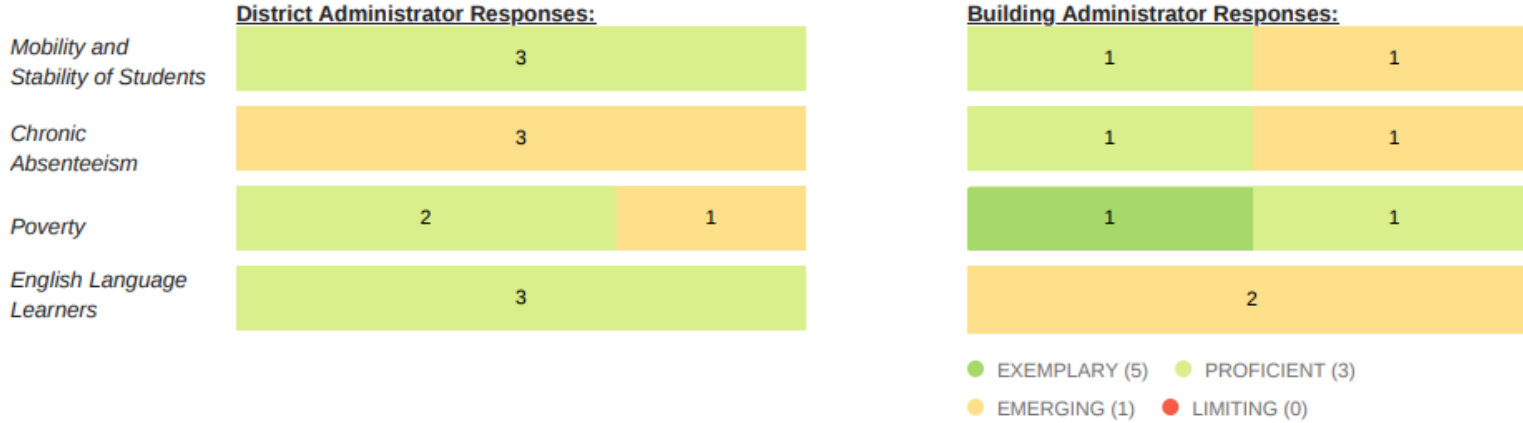 District Administrator Responses:
Building Administrator Responses:
Mobility and
Stability of Students
3
1
1
Chronic
Absenteeism
3
1
1
Poverty
2
1
1
1
English Language
Learners
3
2
EXEMPLARY (5)
PROFICIENT (3)
EMERGING (1)
LIMITING (0)